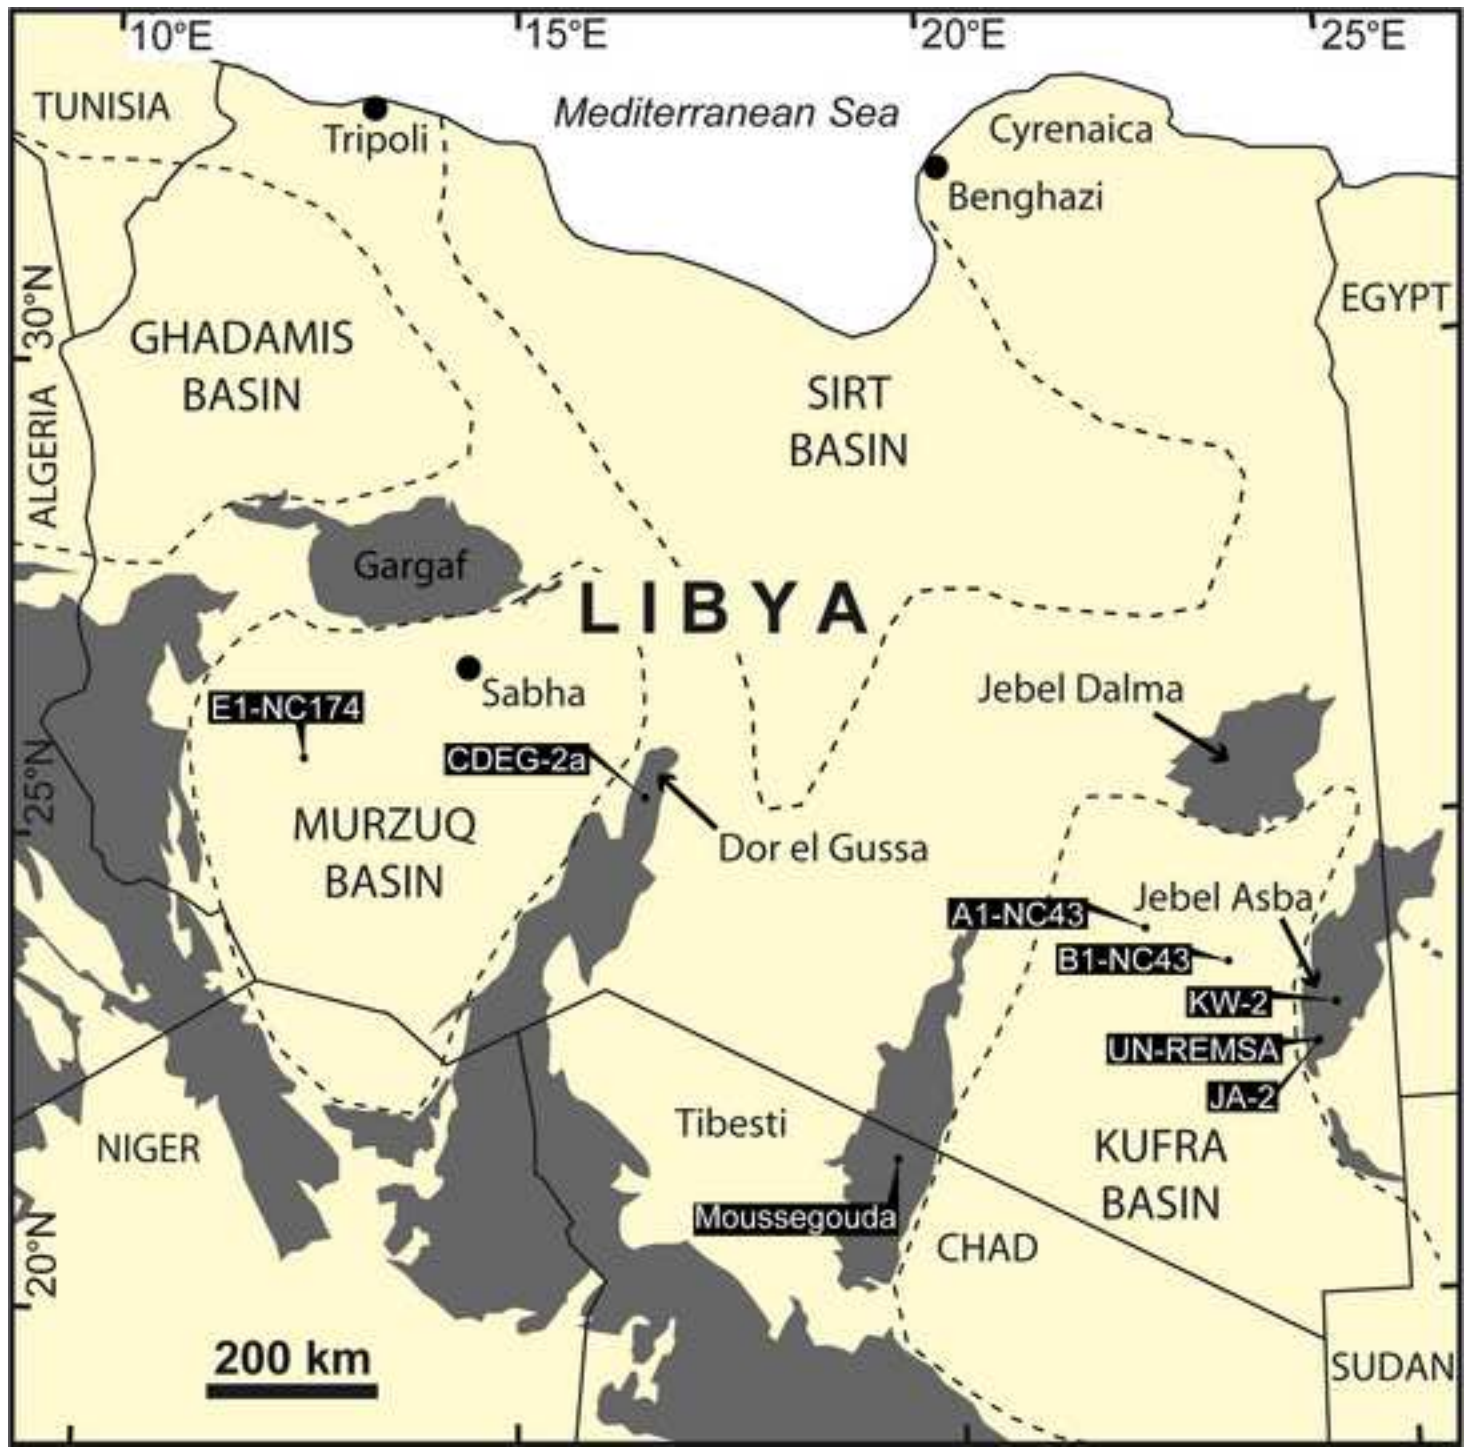 10°E
15°E
20°E
25°E
TUNISIA
Tripoli
Mediterranean Sea
Cyrenaica
Benghazi
30°N
EGYPT
GHADAMIS
BASIN
SIRT
BASIN
ALGERIA
Gargaf
LIBYA
Sabha
Jebel Dalma
E1-NC174
CDEG-2a
25°N
MURZUQ
BASIN
Dor el Gussa
Jebel Asba
A1-NC43
B1-NC43
KW-2
UN-REMSA
JA-2
Tibesti
NIGER
KUFRA
BASIN
Moussegouda
CHAD
20°N
200 km
SUDAN